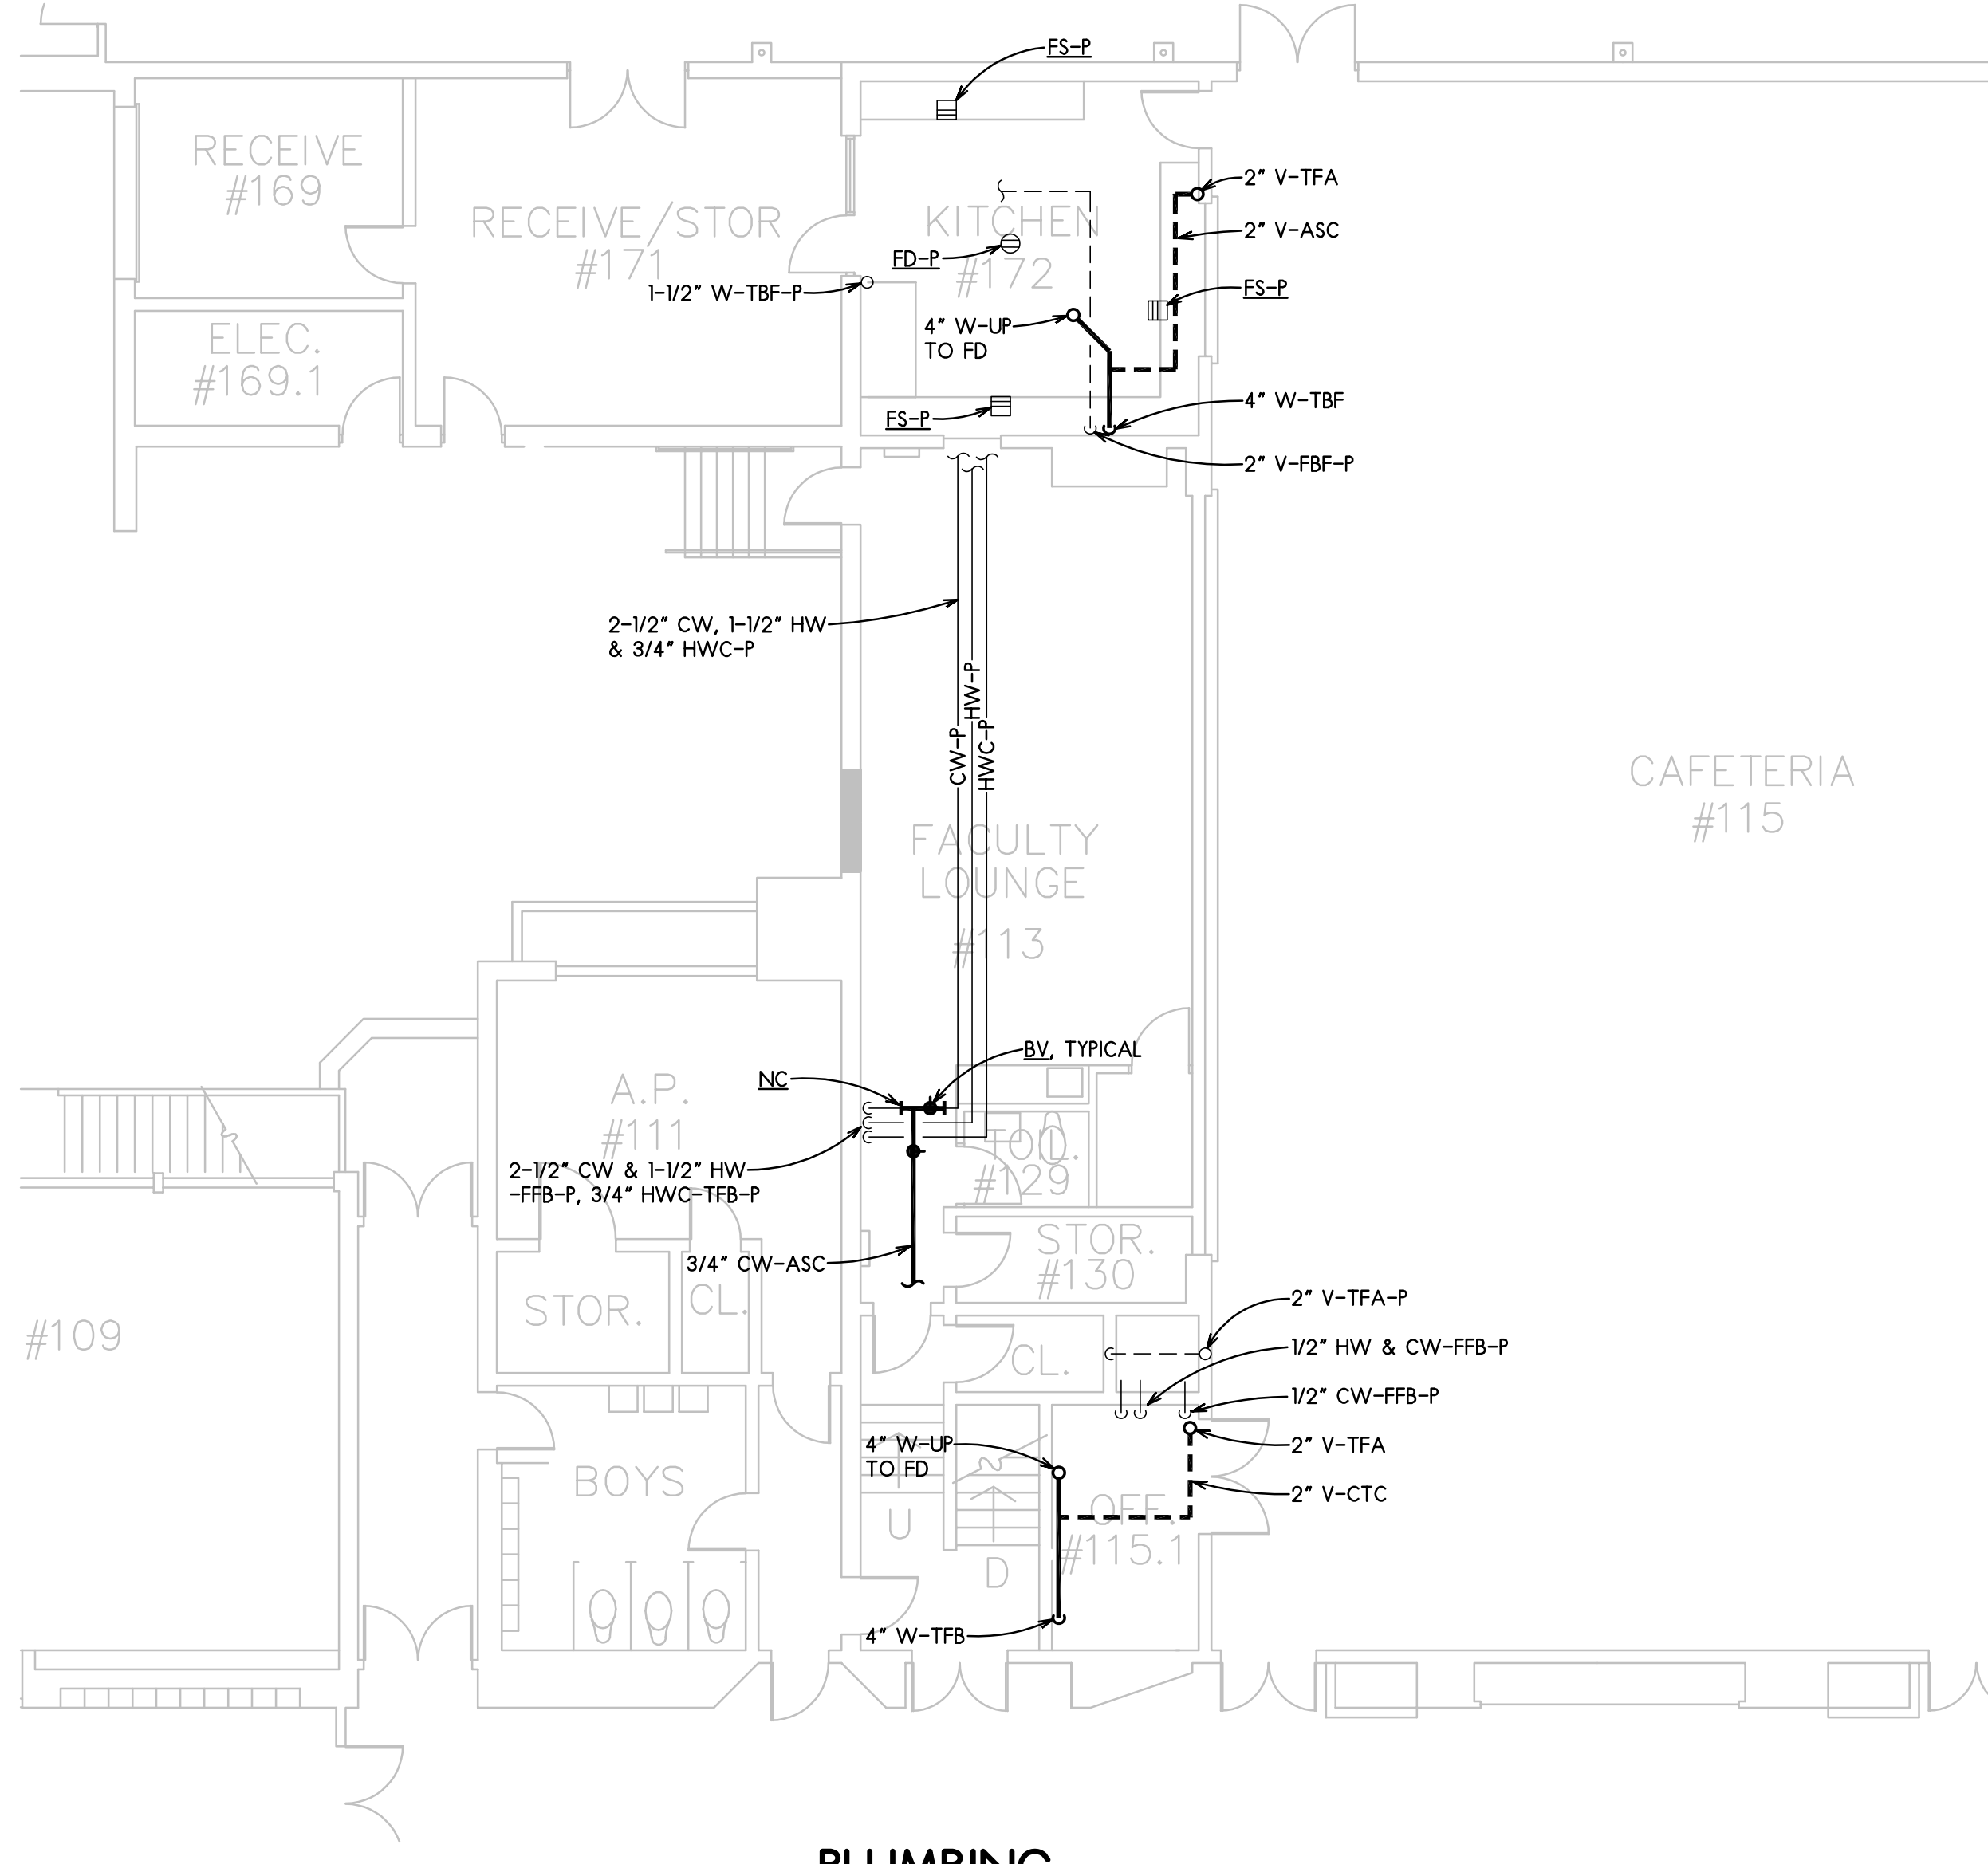 FS-P
RECEIVE
#169
2" V-TFA
RECEIVE/STOR
#171
KITCHEN
#172
2" V-ASC
FD-P
1-1/2" W-TBF-P
FS-P
4" W-UP
TO FD
ELEC.
#169.1
FS-P
4" W-TBF
2" V-FBF-P
2-1/2" CW, 1-1/2" HW
& 3/4" HWC-P
CW-P
HW-P
HWC-P
CAFETERIA
#115
FACULTY
LOUNGE
#113
BV, TYPICAL
NC
A.P.
#111
TOIL.
#129
2-1/2" CW & 1-1/2" HW
-FFB-P, 3/4" HWC-TFB-P
3/4" CW-ASC
STOR.
#130
STOR.
CL.
#109
2" V-TFA-P
1/2" HW & CW-FFB-P
CL.
1/2" CW-FFB-P
4" W-UP
TO FD
2" V-TFA
BOYS
2" V-CTC
U
OFF.
#115.1
D
4" W-TFB
PLUMBING